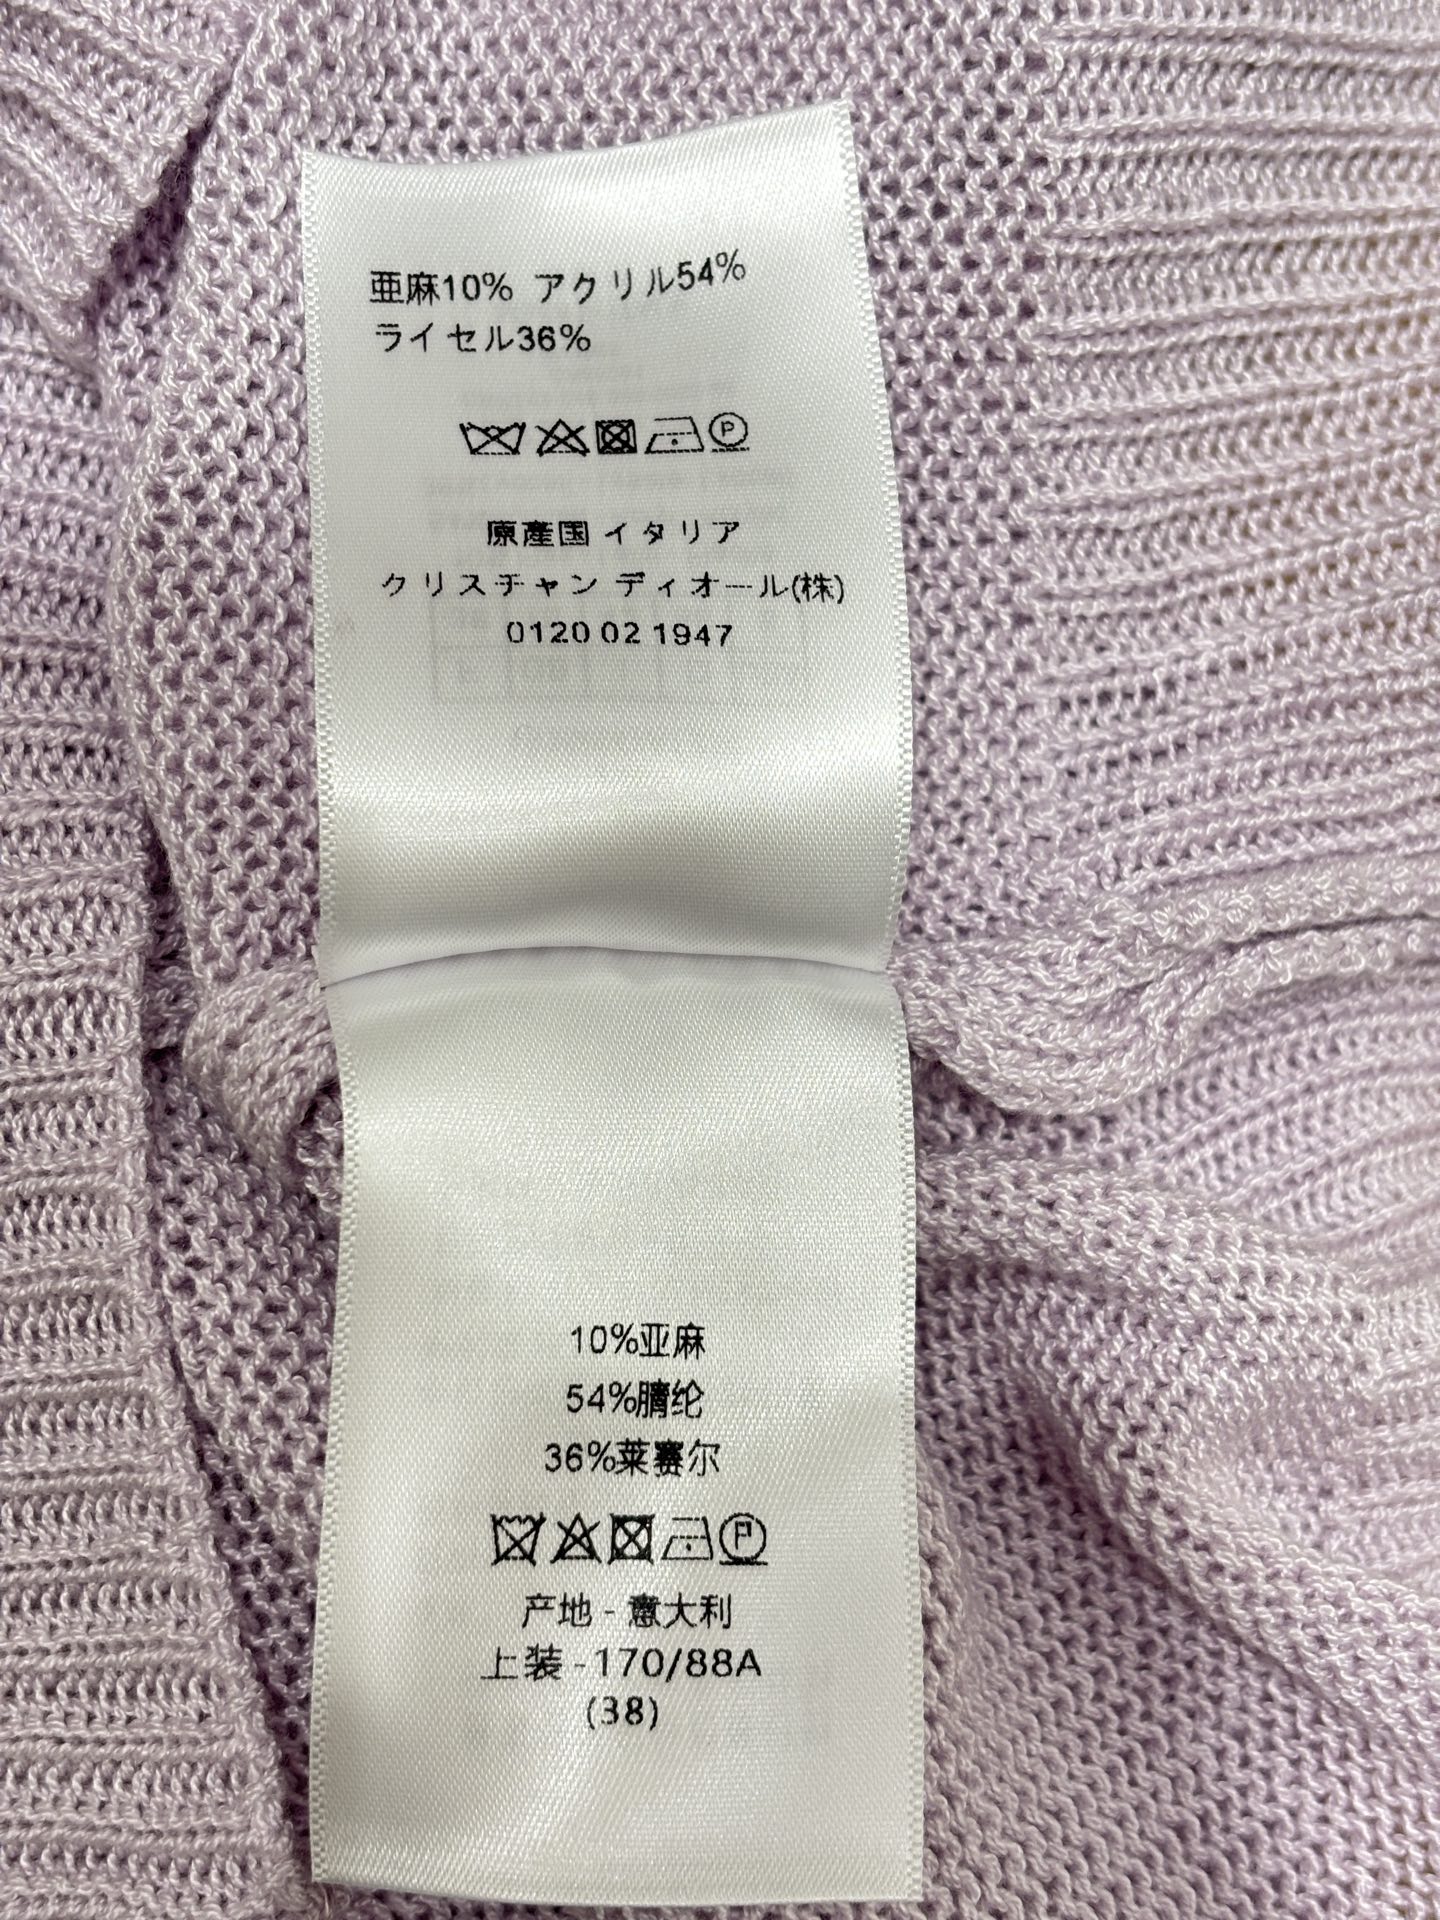 亜麻10% アクリル54%
ライセル36%
P
原産国 イタリア
クリスチャン ディオール(株)
0120 02 1947
10%亚麻
54%腈纶
36%莱赛尔
P
产地 - 意大利
上装 -170/88A
(38)